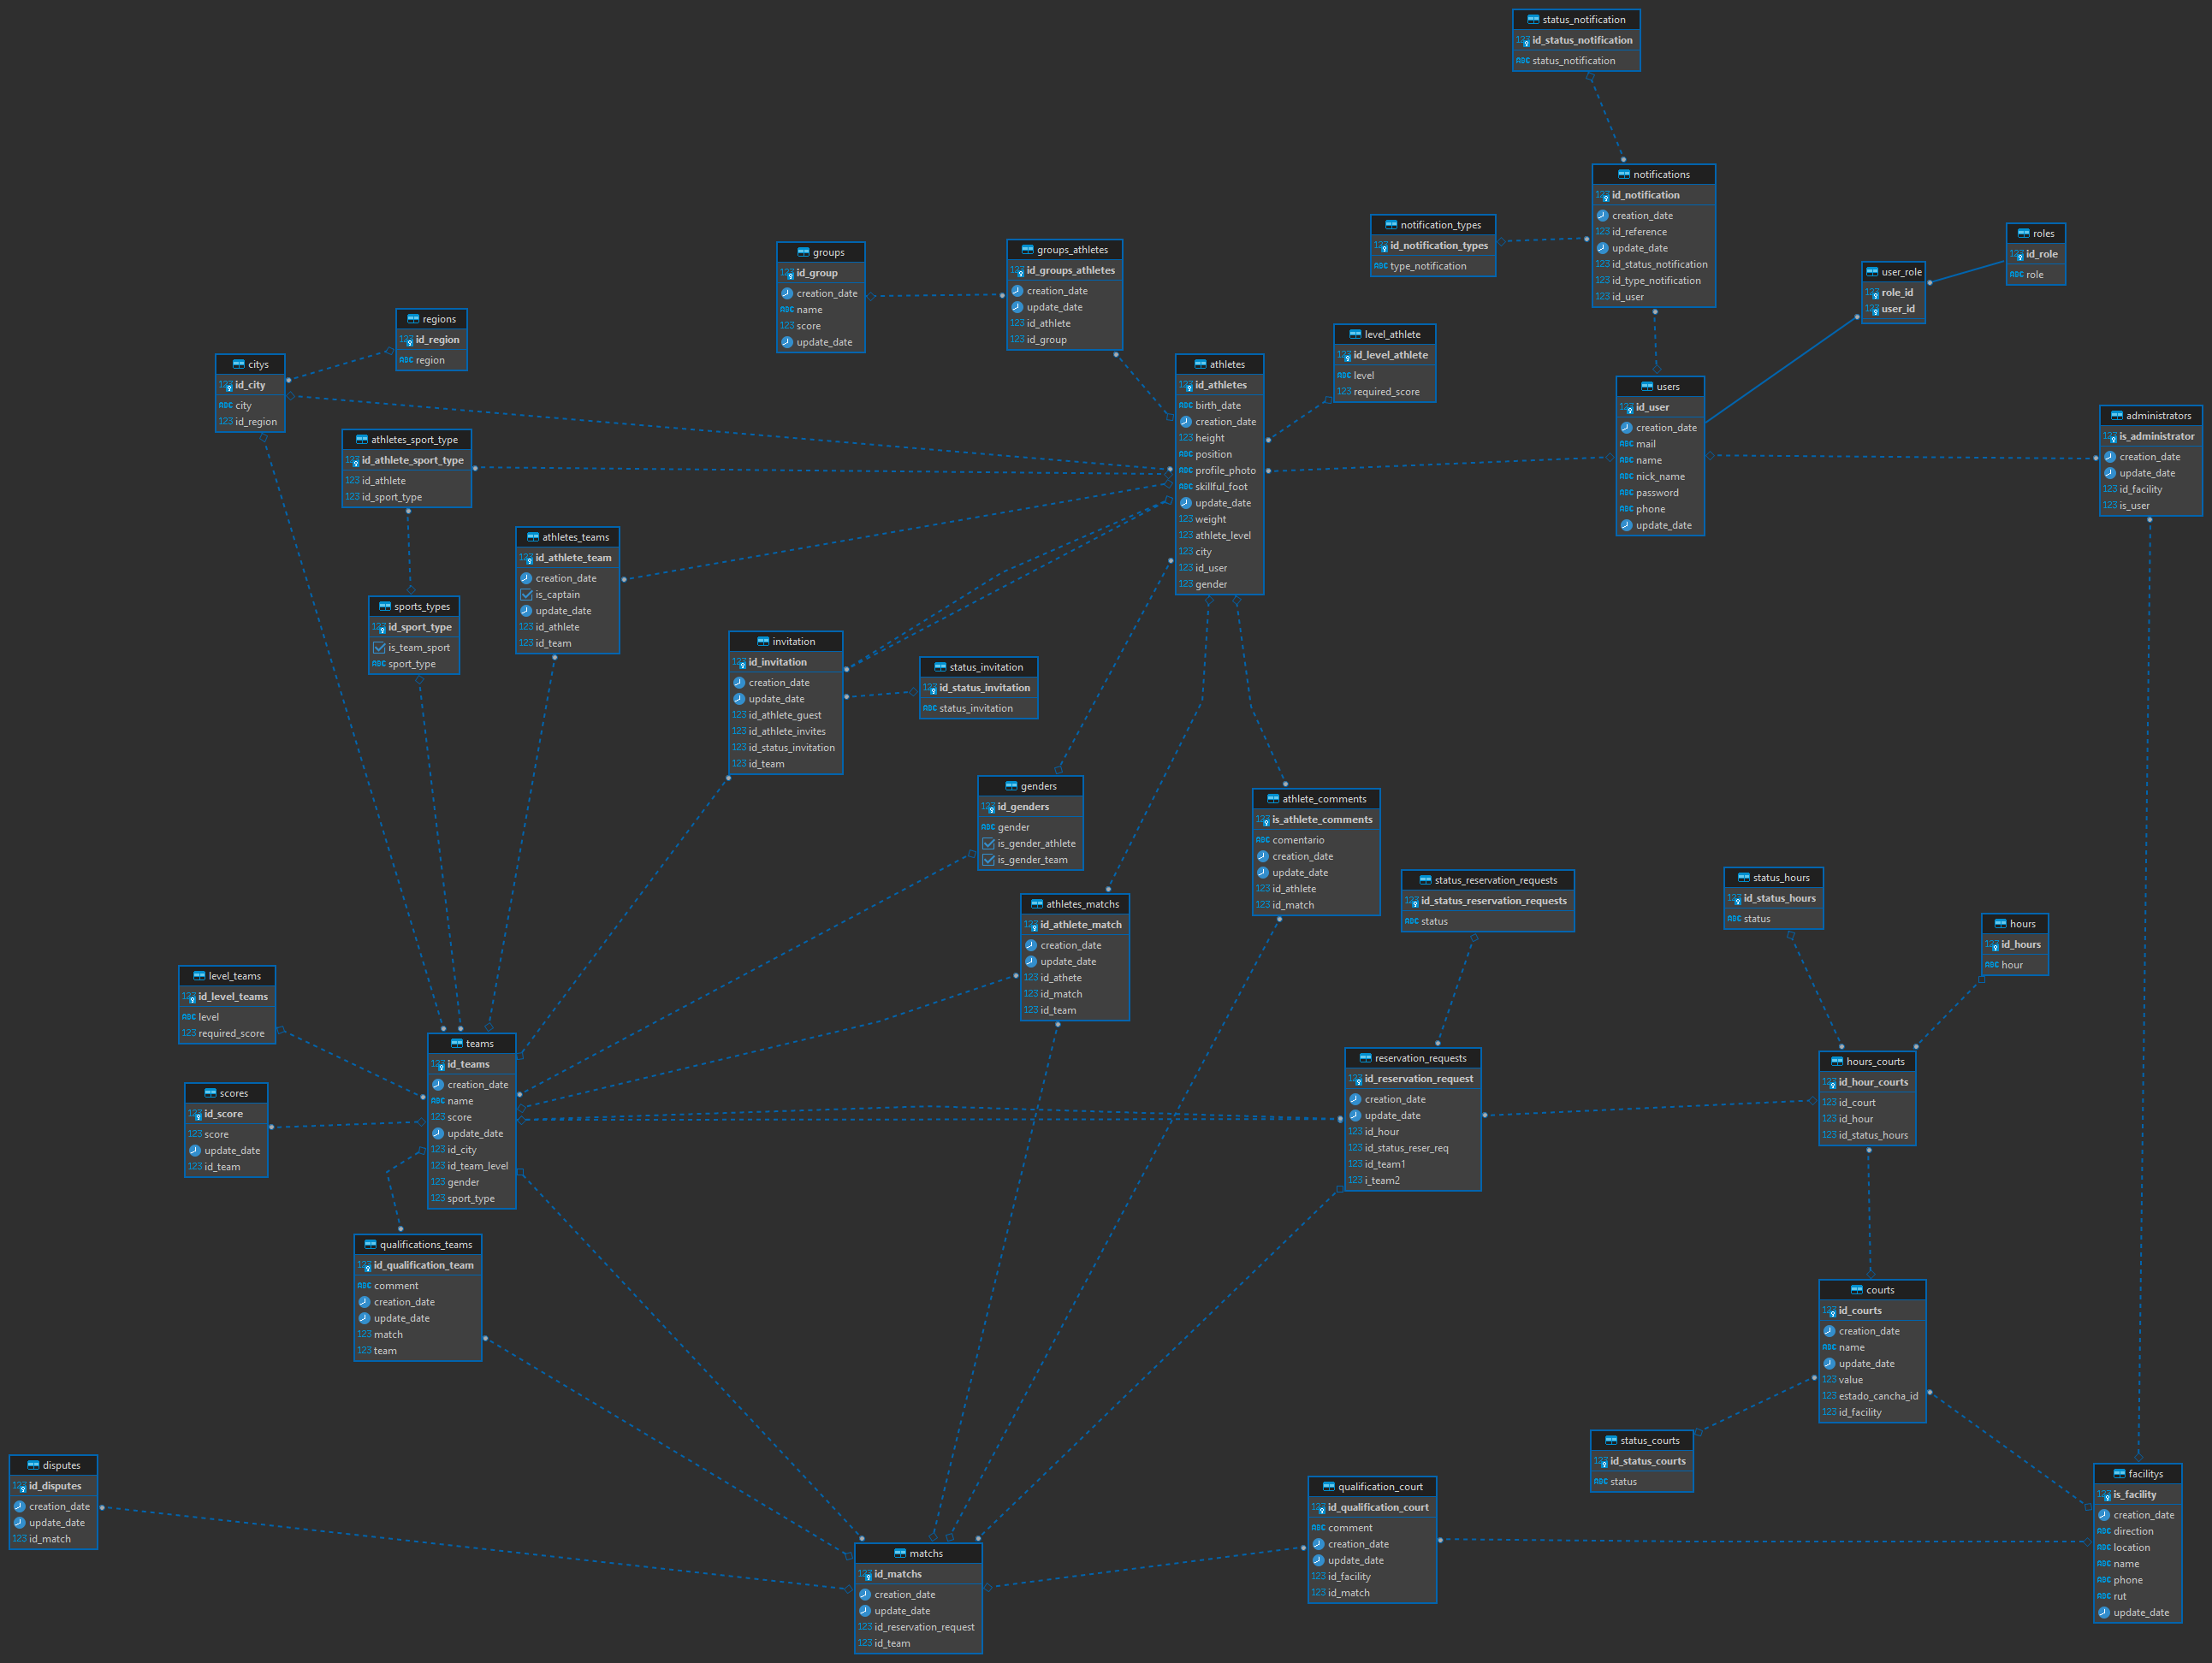 status_notification
id_status_notification
status_notification
notifications
id_notification
creation_date
id_reference
update_date
id_status_notification
id_type_notification
id_user
notification_types
id_notification_types
type_notification
roles
id_role
role
user_role
role_id
user_id
groups
id_group
creation_date
name
score
update_date
groups_athletes
id_groups_athletes
creation_date
update_date
id_athlete
id_group
regions
id_region
region
level_athlete
id_level_athlete
level
required_score
citys
id_city
city
id_region
athletes
id_athletes
birth_date
creation_date
height
position
profile_photo
skillful_foot
update_date
weight
athlete_level
city
id_user
gender
users
id_user
creation_date
mail
name
nick_name
password
phone
update_date
administrators
is_administrator
creation_date
update_date
id_facility
is_user
athletes_sport_type
id_athlete_sport_type
id_athlete
id_sport_type
athletes_teams
id_athlete_team
creation_date
is_captain
update_date
id_athlete
id_team
sports_types
id_sport_type
is_team_sport
sport_type
invitation
id_invitation
creation_date
update_date
id_athlete_guest
id_athlete_invites
id_status_invitation
id_team
status_invitation
id_status_invitation
status_invitation
genders
id_genders
gender
is_gender_athlete
is_gender_team
athlete_comments
is_athlete_comments
comentario
creation_date
update_date
id_athlete
id_match
status_reservation_requests
id_status_reservation_requests
status
status_hours
id_status_hours
status
athletes_matchs
id_athlete_match
creation_date
update_date
id_athete
id_match
id_team
hours
id_hours
hour
level_teams
id_level_teams
level
required_score
teams
id_teams
creation_date
name
score
update_date
id_city
id_team_level
gender
sport_type
reservation_requests
id_reservation_request
creation_date
update_date
id_hour
id_status_reser_req
id_team1
i_team2
hours_courts
id_hour_courts
id_court
id_hour
id_status_hours
scores
id_score
score
update_date
id_team
qualifications_teams
id_qualification_team
comment
creation_date
update_date
match
team
courts
id_courts
creation_date
name
update_date
value
estado_cancha_id
id_facility
status_courts
id_status_courts
status
disputes
id_disputes
creation_date
update_date
id_match
facilitys
is_facility
creation_date
direction
location
name
phone
rut
update_date
qualification_court
id_qualification_court
comment
creation_date
update_date
id_facility
id_match
matchs
id_matchs
creation_date
update_date
id_reservation_request
id_team